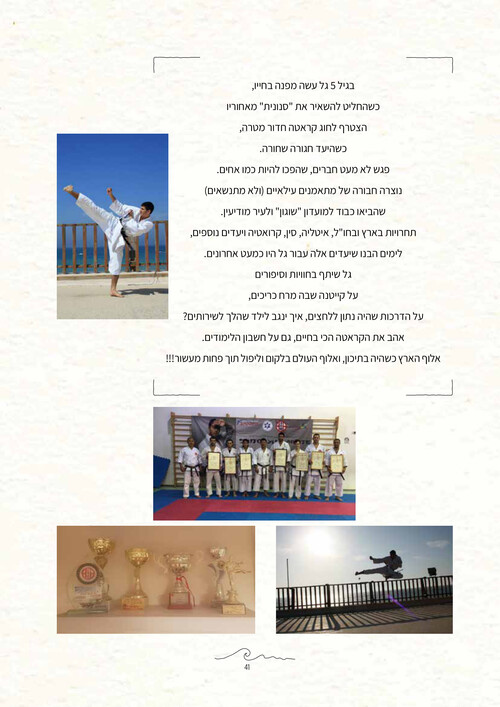 בגיל 5 גל עשה מפנה בחייו,
כשהחליט להשאיר את "סנונית" מאחוריו
הצטרף לחוג קראטה חדור מטרה,
כשהיעד חגורה שחורה.
פגש לא מעט חברים, שהפכו להיות כמו אחים.
נוצרה חבורה של מתאמנים עילאיים (ולא מתנשאים)
שהביאו כבוד למועדון "שוגון" ולעיר מודיעין.
תחרויות בארץ ובחו"ל, איטליה, סין, קרואטיה ויעדים נוספים,
לימים הבנו שיעדים אלה עבור גל היו כמעט אחרונים.
גל שיתף בחוויות וסיפורים
על קייטנה שבה מרח כריכים,
על הדרכות שהיה נתון ללחצים, איך ינגב לילד שהלך לשירותים?
אהב את הקראטה הכי בחיים, גם על חשבון הלימודים.
אלוף הארץ כשהיה בתיכון, ואלוף העולם בלקום וליפול תוך פחות מעשור!!!
41